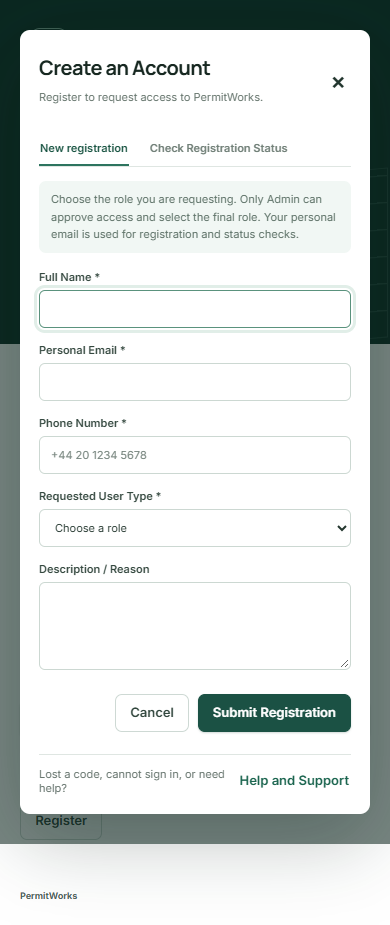 Create an Account
Register to request access to PermitWorks.
×
New registration
Check Registration Status
Choose the role you are requesting. Only Admin can
approve access and select the final role. Your personal
email is used for registration and status checks.
Full Name *
Personal Email *
Phone Number *
+44 20 1234 5678
Requested User Type *
Choose a role
Description / Reason
Cancel
Submit Registration
Lost a code, cannot sign in, or need
help?
Help and Support
Register
PermitWorks